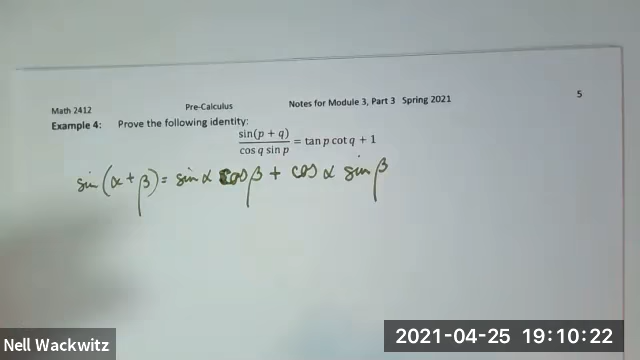 Math 2412 Pre-Calculus Notes for Module 3, Part 3 Spring 2021 5
Example 4: Prove the following identity:
sin(p + q)
cos q sin p
= tan p cot q + 1
sin(α + β) = sin α cos β + cos α sin β
Nell Wackwitz
2021-04-25 19:10:22